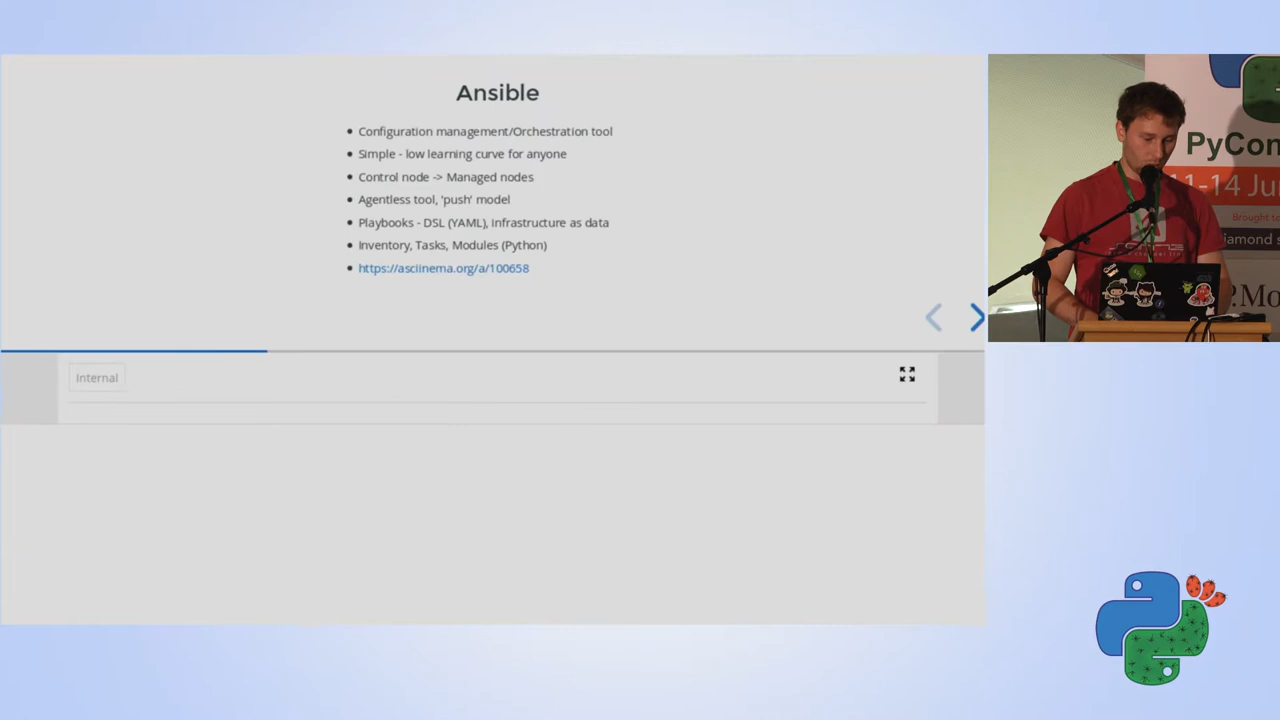 Ansible
Configuration management/Orchestration tool
Simple - low learning curve for anyone
Control node -> Managed nodes
Agentless tool, 'push' model
Playbooks - DSL (YAML), infrastructure as data
Inventory, Tasks, Modules (Python)
https://asciinema.org/a/100658
Internal
PyCon
11-14 Ju
Brought to
iamond s